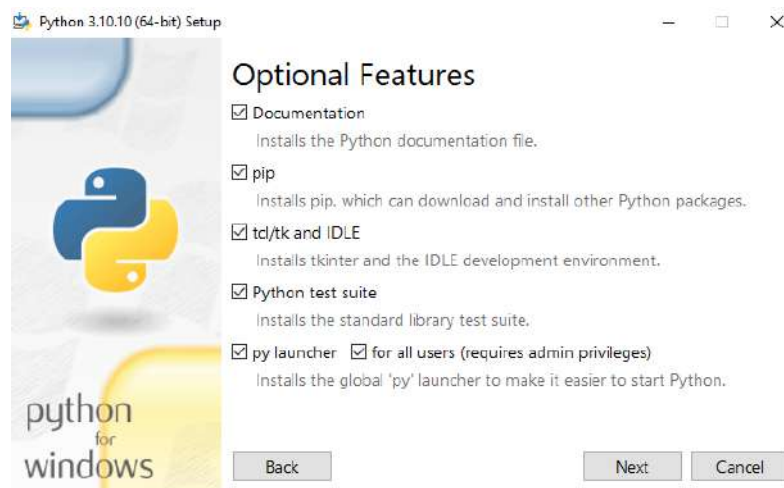 Python 3.10.10 (64-bit) Setup
Optional Features
Documentation
Installs the Python documentation file.
pip
Installs pip, which can download and install other Python packages.
tcl/tk and IDLE
Installs tkinter and the IDLE development environment.
Python test suite
Installs the standard library test suite.
py launcher for all users (requires admin privileges)
Installs the global 'py' launcher to make it easier to start Python.
python
for
windows
Back Next Cancel